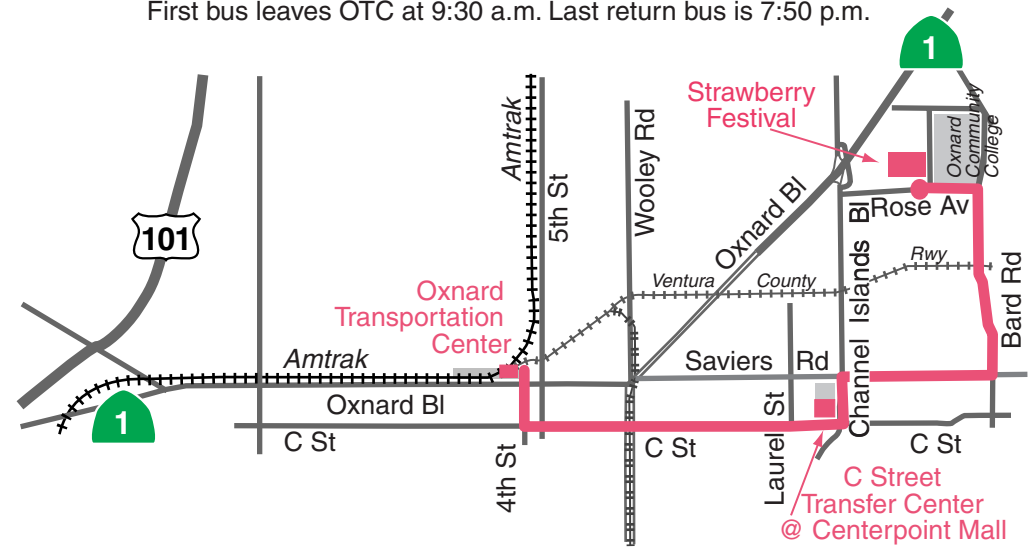 First bus leaves OTC at 9:30 a.m. Last return bus is 7:50 p.m.
1
Strawberry
Festival
Oxnard
Community
College
Amtrak
5th St
Wooley Rd
Oxnard Bl
Rose Av
101
Channel Islands Bl
Rwy
Ventura County
Bard Rd
Oxnard
Transportation
Center
Amtrak
Saviers Rd
Oxnard Bl
1
C St
4th St
C St
Laurel St
C St
C Street
Transfer Center
@ Centerpoint Mall